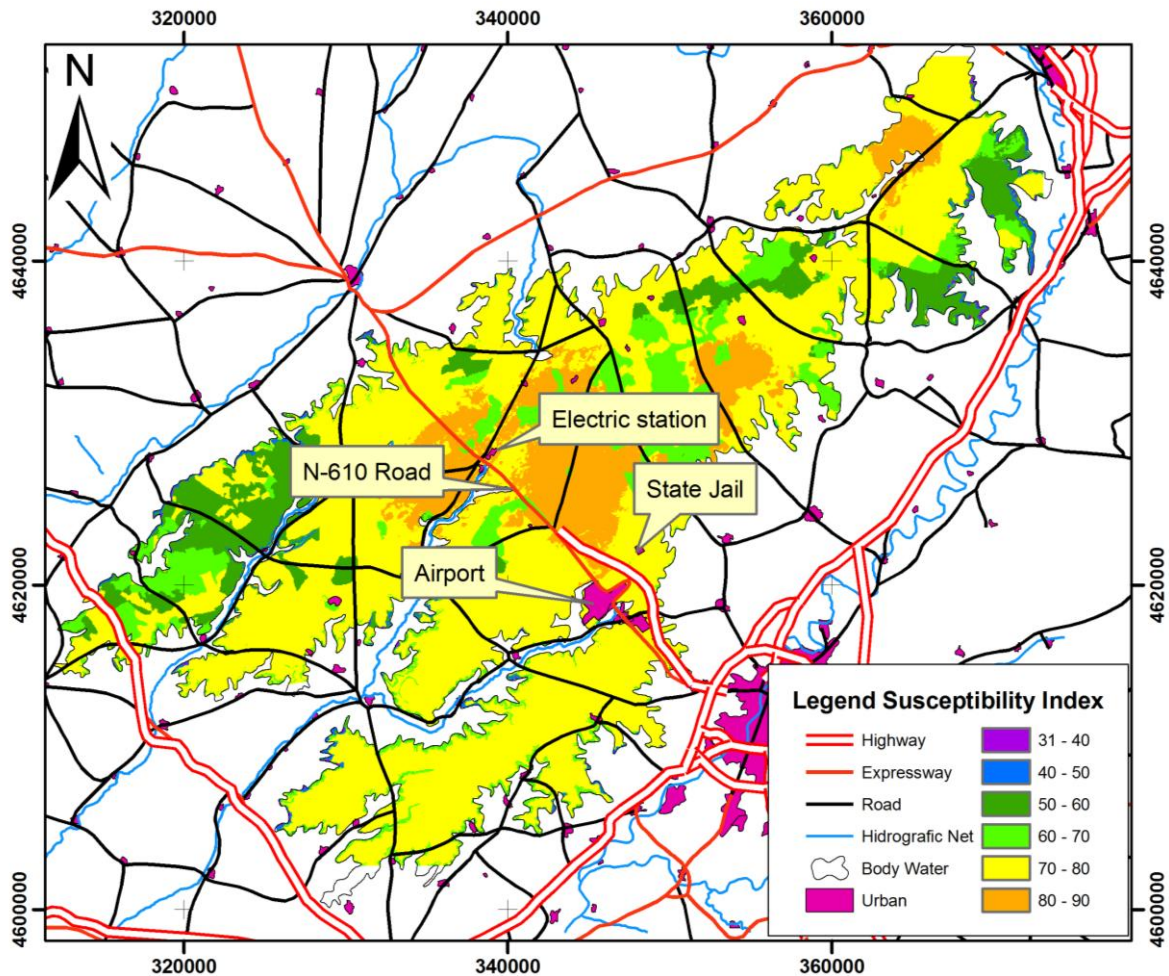 320000 340000 360000
N
4640000 4640000
Electric station
N-610 Road
State Jail
Airport
4620000 4620000
Legend Susceptibility Index
Highway 31 - 40
Expressway 40 - 50
Road 50 - 60
Hidrografic Net 60 - 70
Body Water 70 - 80
Urban 80 - 90
4600000 4600000
320000 340000 360000